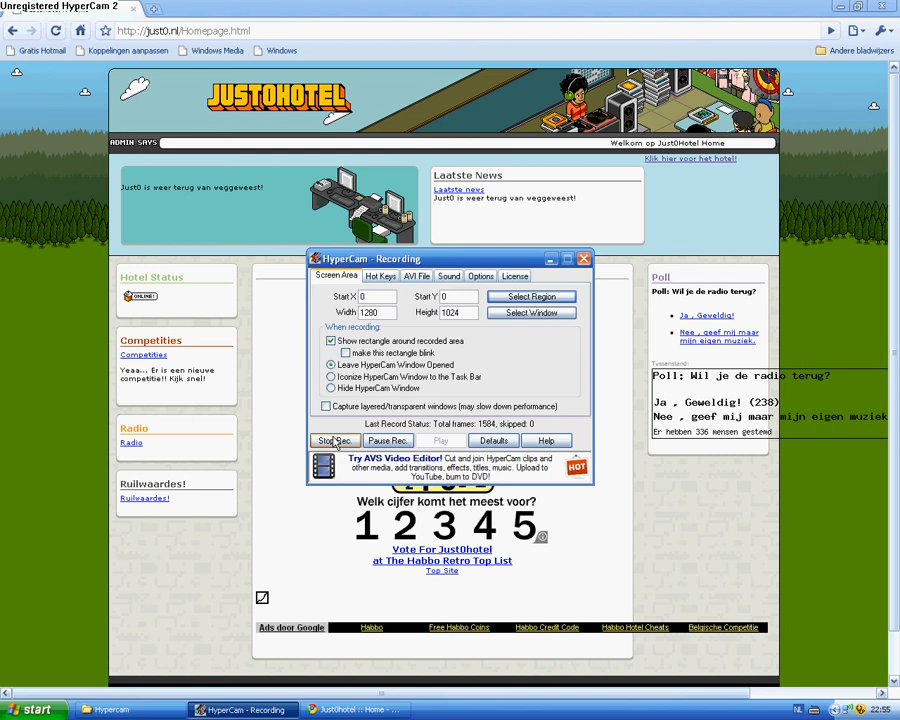 Unregistered HyperCam 2
http://just0.nl/Homepage.html
Gratis Hotmail
Koppelingen aanpassen
Windows Media
Windows
Andere bladwijzers
JUST0HOTEL
ADMIN SAYS
Welkom op Just0Hotel Home
Klik hier voor het hotel!
Just0 is weer terug van weggeveest!
Laatste News
Laatste news
Just0 is weer terug van weggeveest!
Hotel Status
ONLINE!
Competities
Competities
Yeaa... Er is een nieuwe
competitie!! Kijk snel!
Radio
Radio
Ruilwaardes!
Ruilwaardes!
HyperCam - Recording
Screen Area
Hot Keys
AVI File
Sound
Options
License
Start X 0
Start Y 0
Select Region
Width 1280
Height 1024
Select Window
When recording:
Show rectangle around recorded area
make this rectangle blink
Leave HyperCam Window Opened
Iconize HyperCam Window to the Task Bar
Hide HyperCam Window
Capture layered/transparent windows (may slow down performance)
Last Record Status: Total frames: 1584, skipped: 0
Stop Rec.
Pause Rec.
Play
Defaults
Help
Try AVS Video Editor! Cut and join HyperCam clips and
other media, add transitions, effects, titles, music. Upload to
YouTube, burn to DVD!
HOT
Welk cijfer komt het meest voor?
1 2 3 4 5
Vote For Just0hotel
at The Habbo Retro Top List
Top Site
Ads door Google
Habbo
Free Habbo Coins
Habbo Credit Code
Habbo Hotel Cheats
Belgische Competitie
Poll
Poll: Wil je de radio terug?
Ja , Geweldig!
Nee , geef mij maar
mijn eigen muziek.
Tussenstand:
Poll: Wil je de radio terug?
Ja , Geweldig! (238)
Nee , geef mij maar mijn eigen muziek
Er hebben 336 mensen gestemd
start
Hypercam
HyperCam - Recording
Just0hotel :: Home - ...
NL
22:55